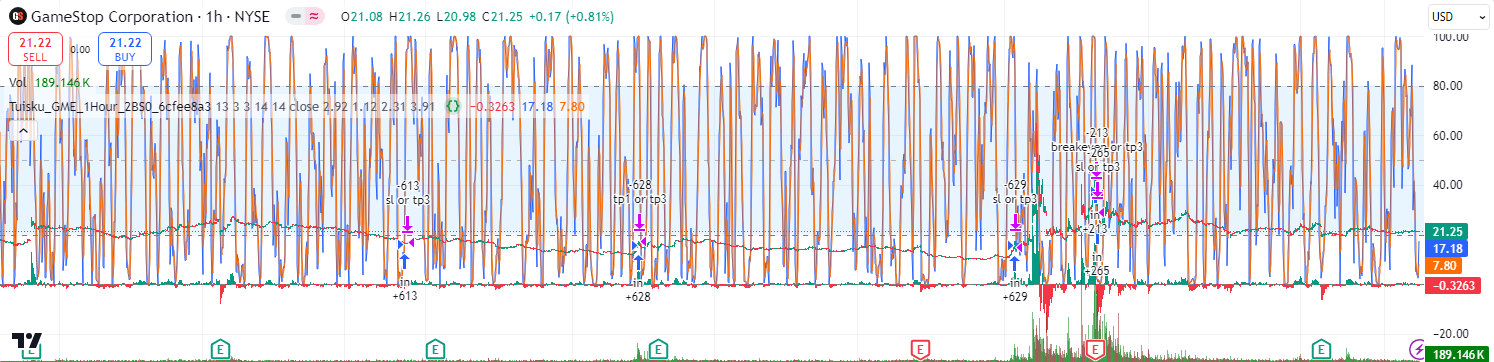 GameStop Corporation · 1h · NYSE
O21.08 H21.26 L20.98 C21.25 +0.17 (+0.81%)
USD
21.22
SELL
0.00
21.22
BUY
Vol 189.146 K
Tuisku_GME_1Hour_2BS0_6cfee8a3 13 3 3 14 14 close 2.92 1.12 2.31 3.91 {} −0.3263 17.18 7.80
100.00
80.00
60.00
40.00
21.25
17.18
7.80
−0.3263
−20.00
189.146 K
-613
sl or tp3
in
+613
-628
tp1 or tp3
in
+628
-629
sl or tp3
in
+629
-213
breakeven or tp3
-265
sl or tp3
in
+213
in
+265
E
E
E
E
E
E
E